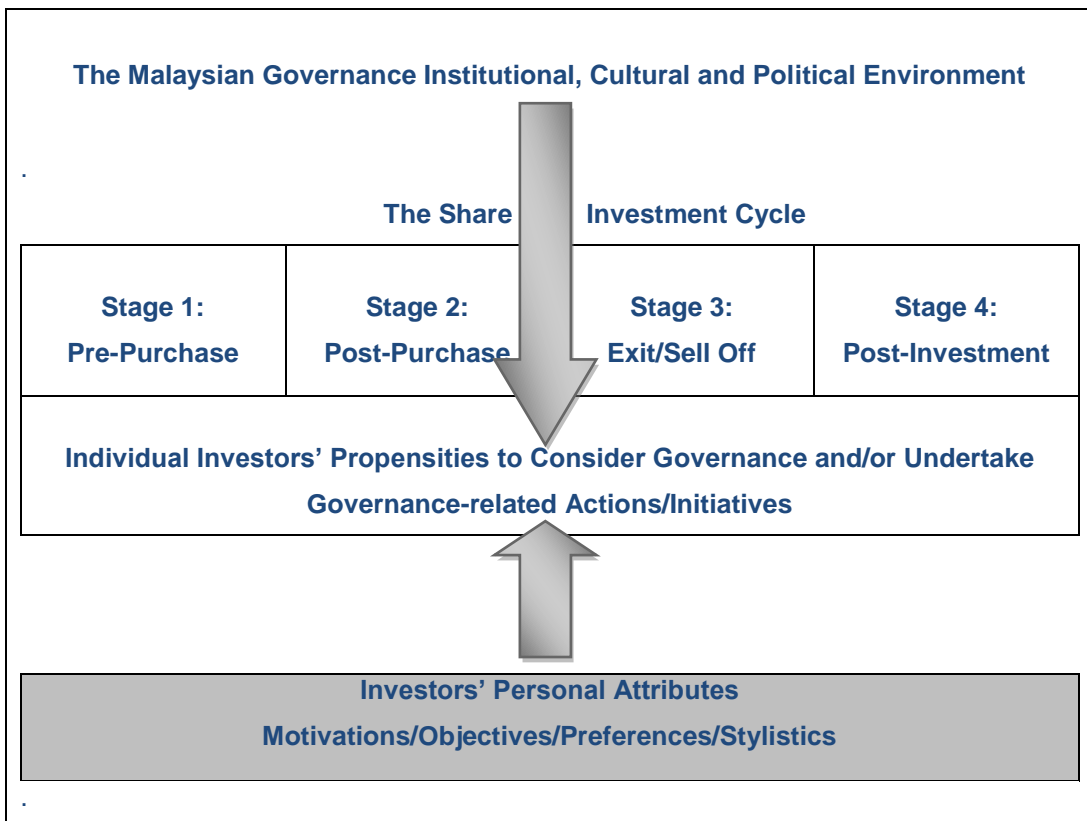 The Malaysian Governance Institutional, Cultural and Political Environment
.
The Share Investment Cycle
Stage 1:
Pre-Purchase
Stage 2:
Post-Purchase
Stage 3:
Exit/Sell Off
Stage 4:
Post-Investment
Individual Investors’ Propensities to Consider Governance and/or Undertake
Governance-related Actions/Initiatives
Investors’ Personal Attributes
Motivations/Objectives/Preferences/Stylistics
.